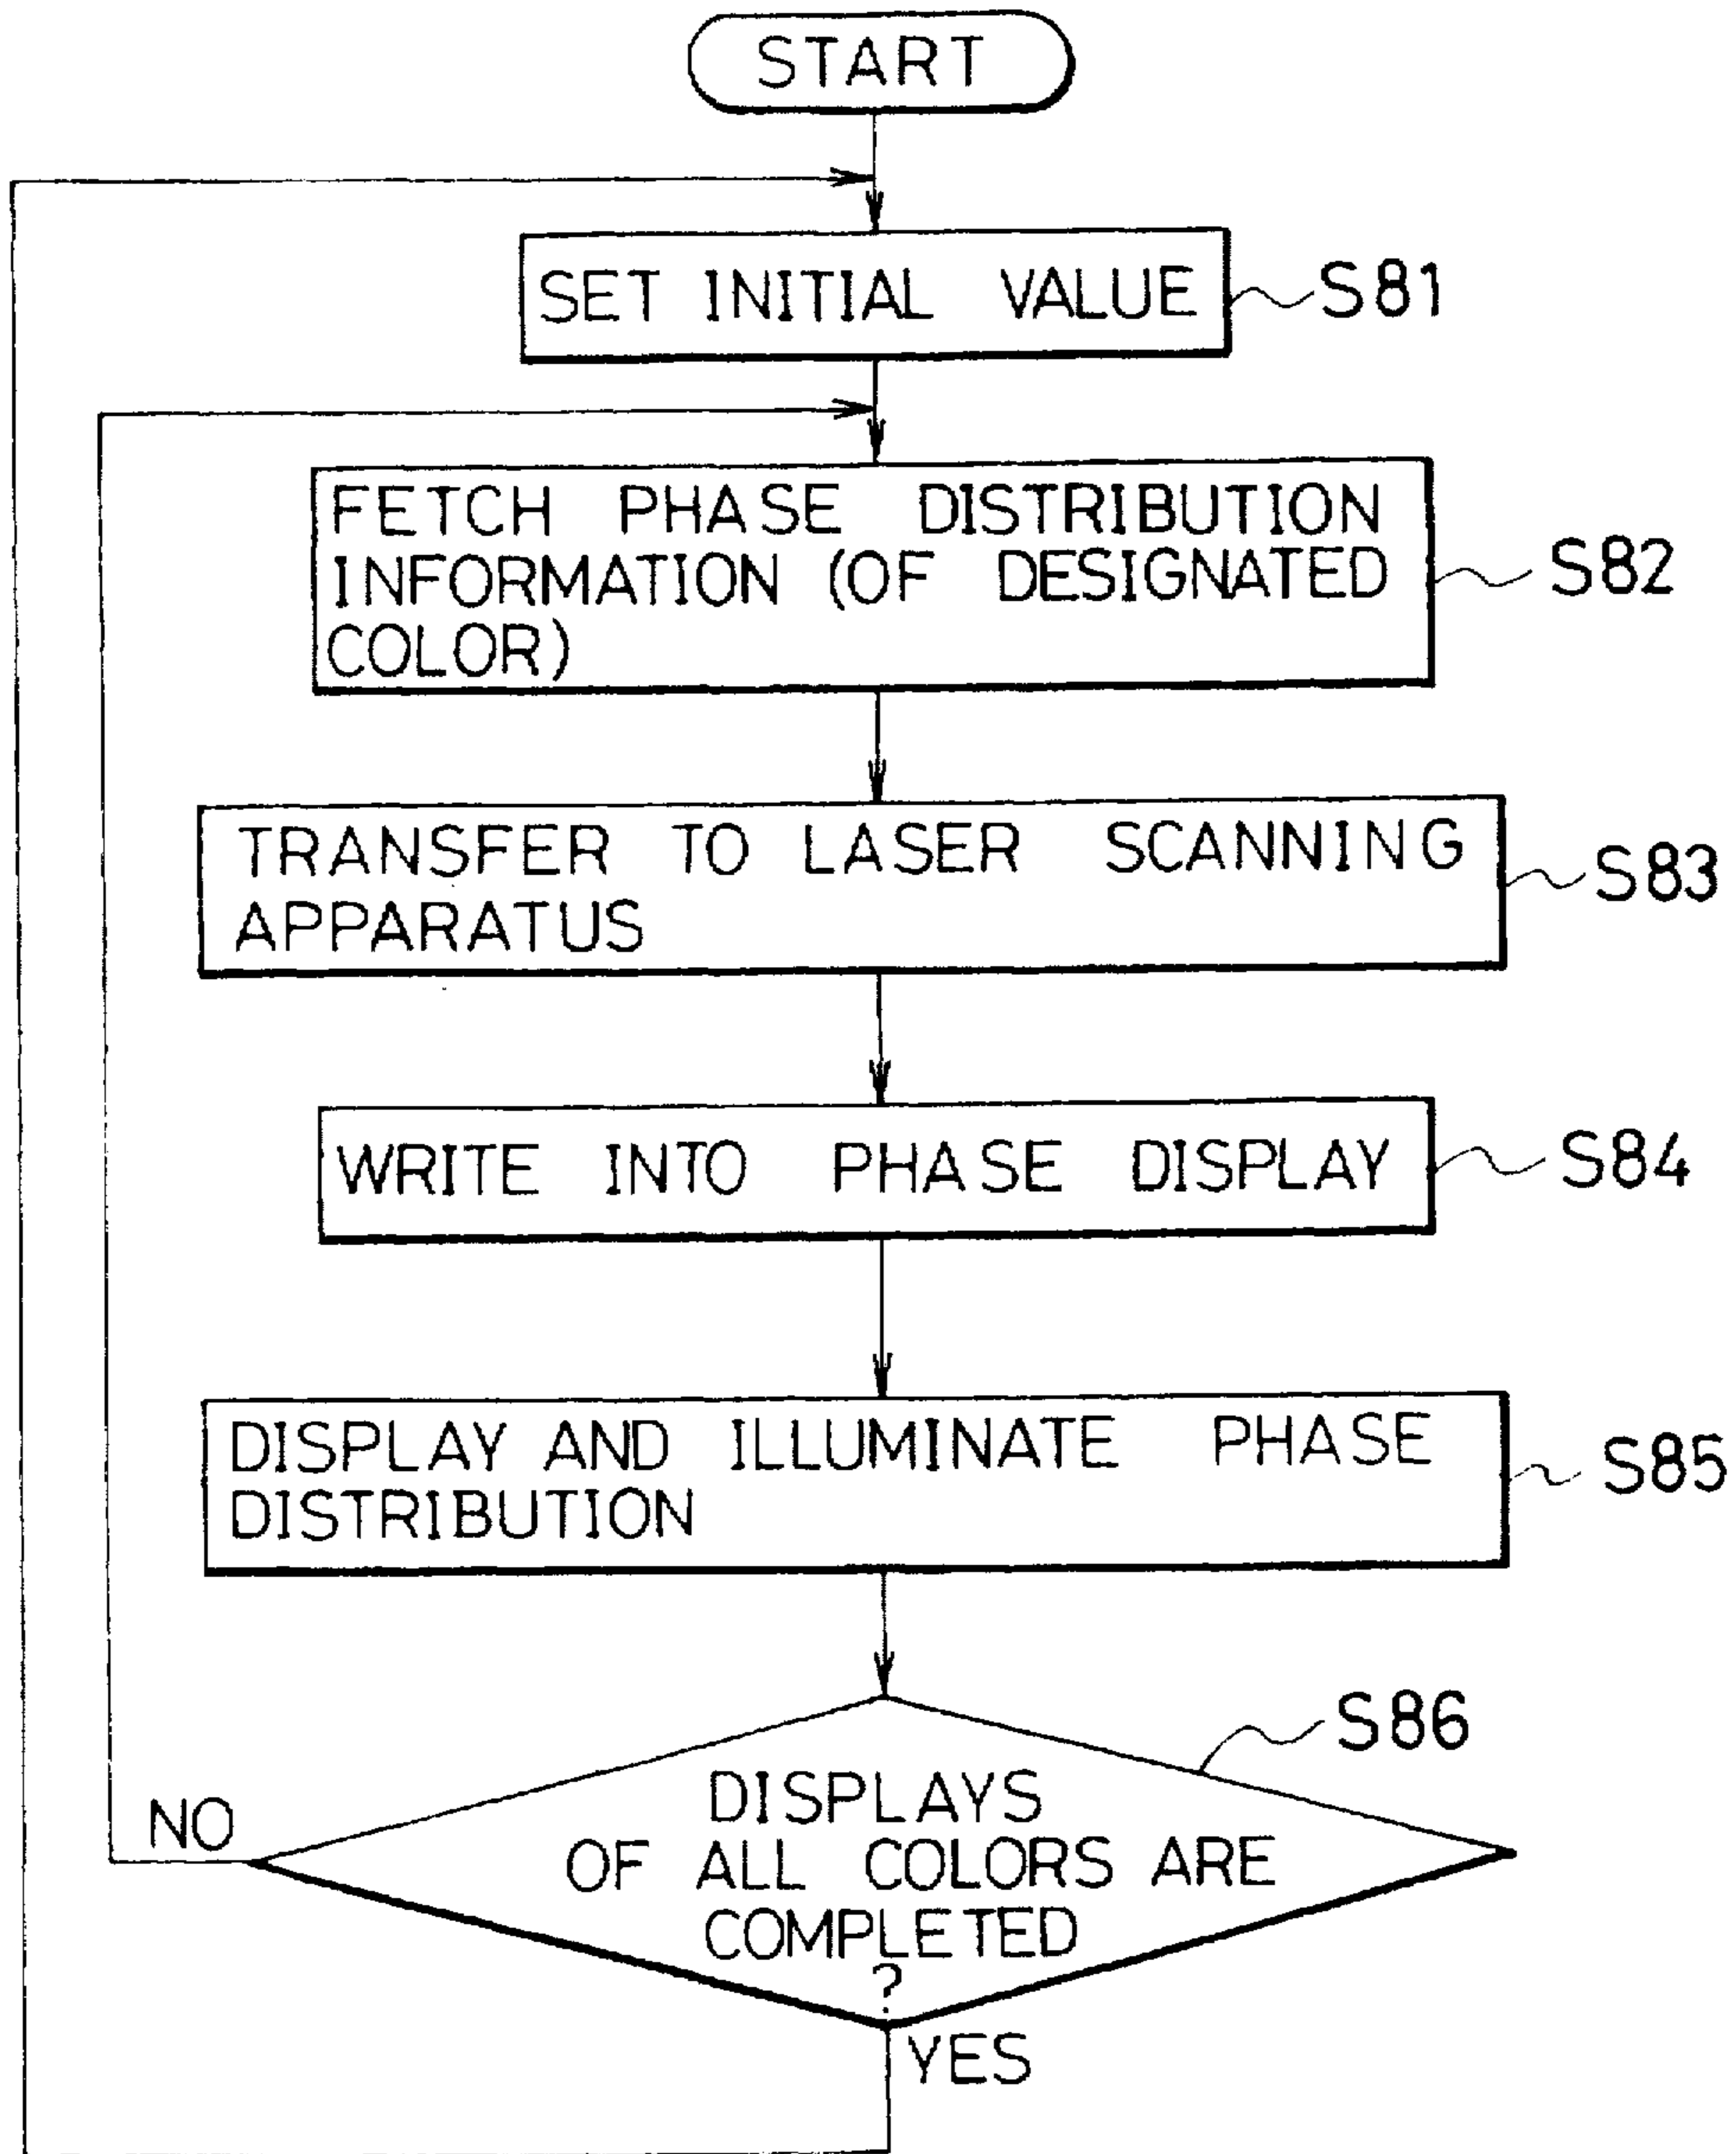 START
SET INITIAL VALUE
S81
FETCH PHASE DISTRIBUTION
INFORMATION (OF DESIGNATED
COLOR)
S82
TRANSFER TO LASER SCANNING
APPARATUS
S83
WRITE INTO PHASE DISPLAY
S84
DISPLAY AND ILLUMINATE PHASE
DISTRIBUTION
S85
S86
DISPLAYS
OF ALL COLORS ARE
COMPLETED
?
NO
YES